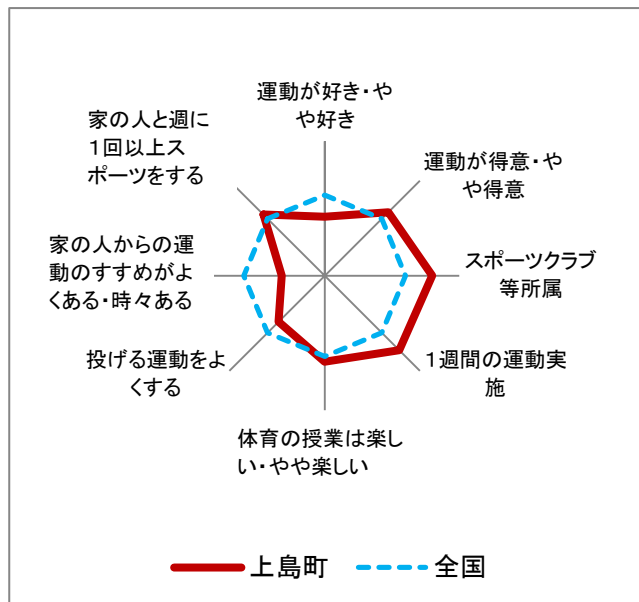 運動が好き・や
や好き
運動が得意・や
や得意
スポーツクラブ
等所属
1週間の運動実
施
体育の授業は楽し
い・やや楽しい
投げる運動をよ
くする
家の人からの運
動のすすめがよ
くある・時々ある
家の人と週に
1回以上ス
ポーツをする
上島町
全国